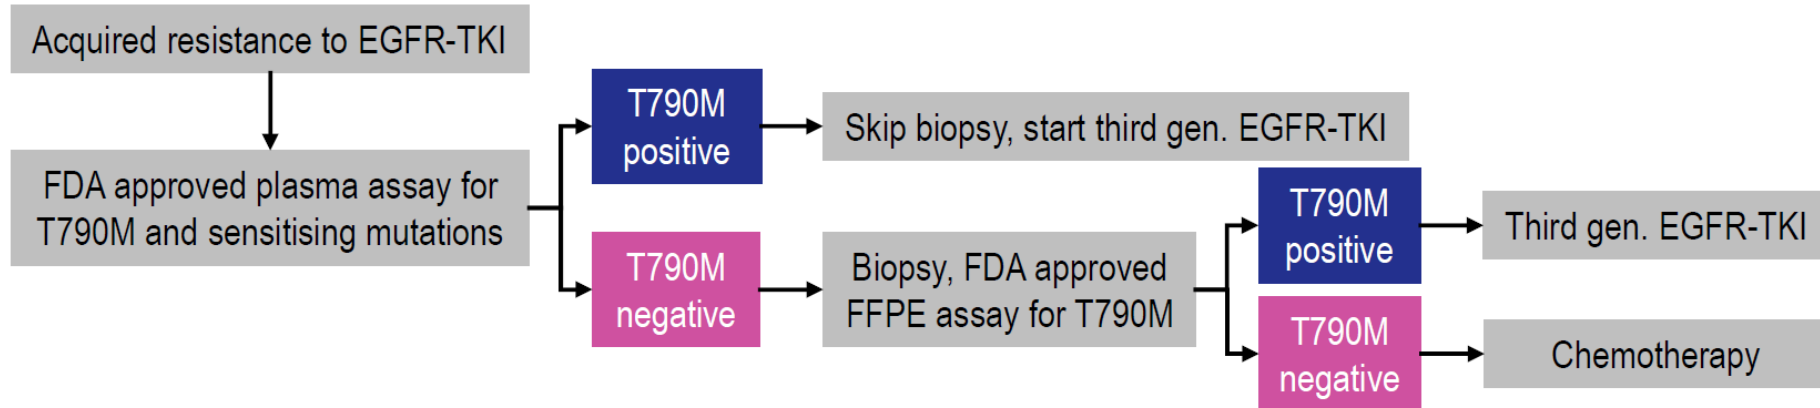 Acquired resistance to EGFR-TKI
FDA approved plasma assay for
T790M and sensitising mutations
T790M
positive
Skip biopsy, start third gen. EGFR-TKI
T790M
negative
Biopsy, FDA approved
FFPE assay for T790M
T790M
positive
Third gen. EGFR-TKI
T790M
negative
Chemotherapy